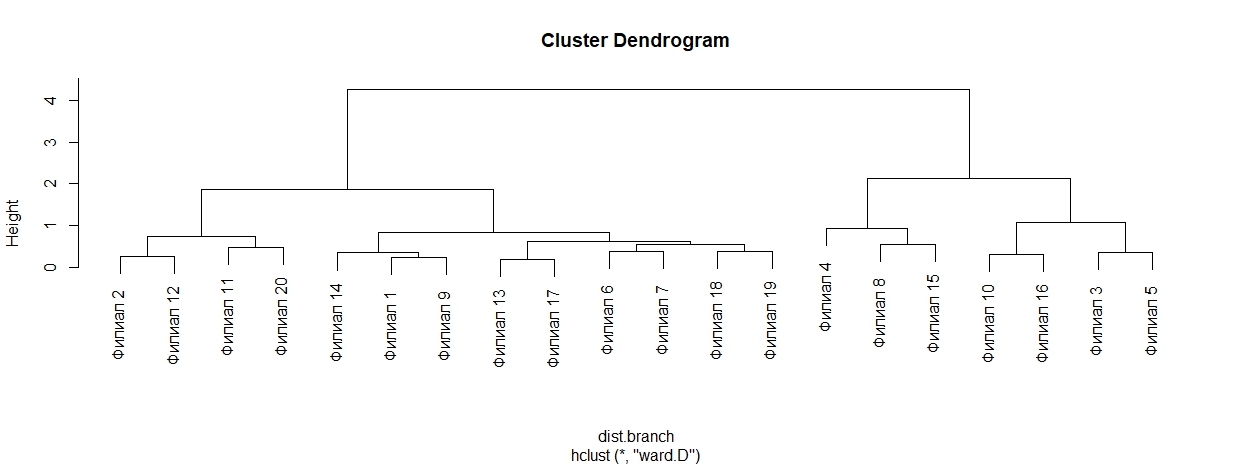 Cluster Dendrogram
Height
0
1
2
3
4
Филиал 2
Филиал 12
Филиал 11
Филиал 20
Филиал 14
Филиал 1
Филиал 9
Филиал 13
Филиал 17
Филиал 6
Филиал 7
Филиал 18
Филиал 19
Филиал 4
Филиал 8
Филиал 15
Филиал 10
Филиал 16
Филиал 3
Филиал 5
dist.branch
hclust (*, "ward.D")